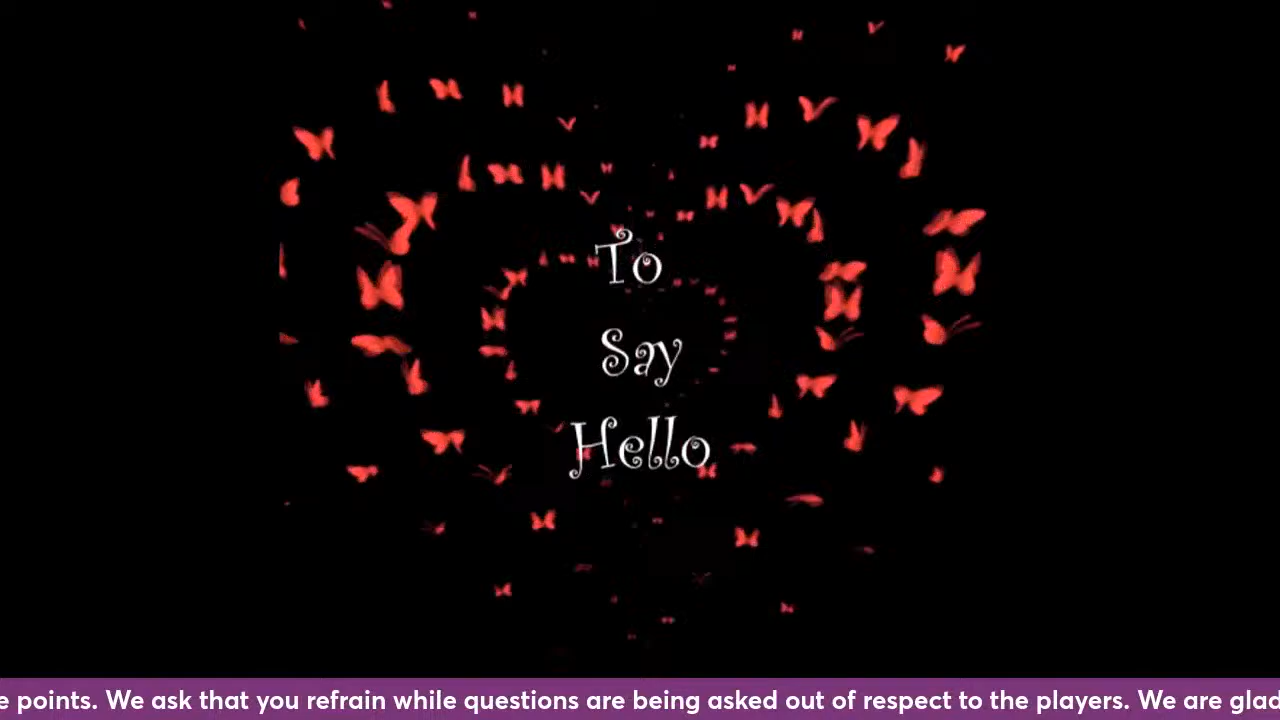 To
Say
Hello
e points. We ask that you refrain while questions are being asked out of respect to the players. We are glad